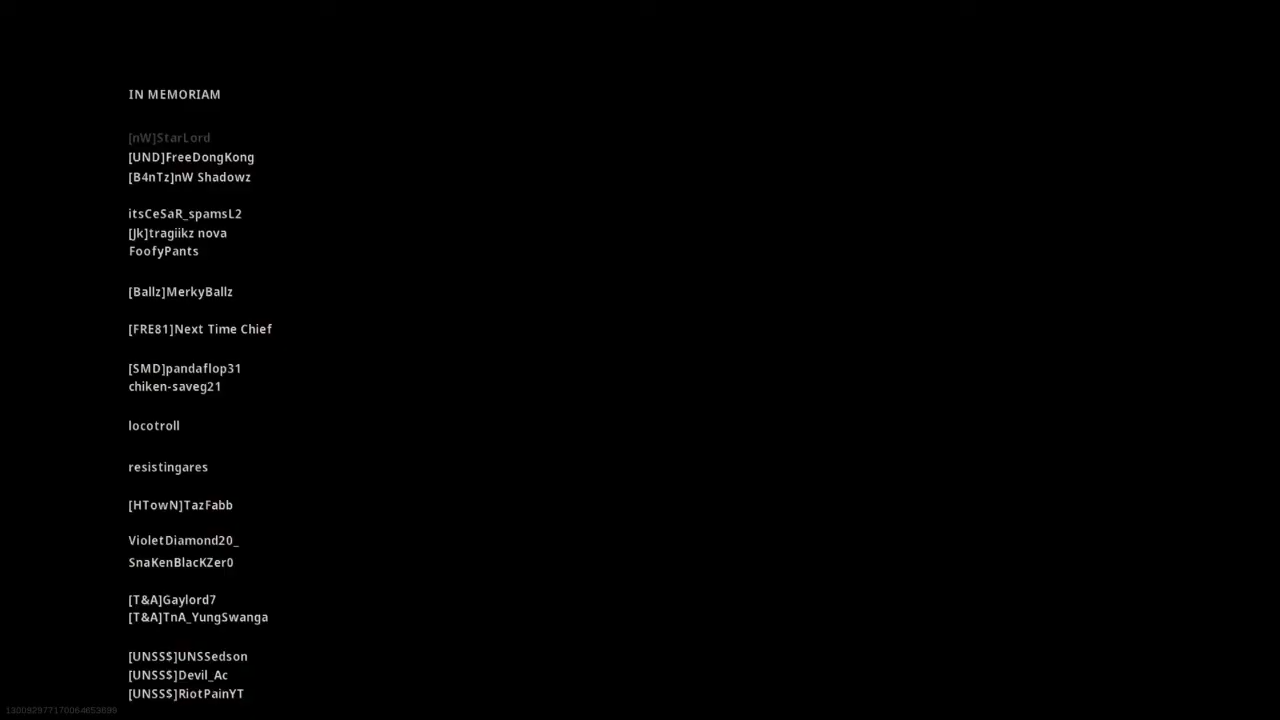 IN MEMORIAM
[nW]StarLord
[UND]FreeDongKong
[B4nTz]nW Shadowz
itsCeSaR_spamsL2
[Jk]tragiikz nova
FoofyPants
[Ballz]MerkyBallz
[FRE81]Next Time Chief
[SMD]pandaflop31
chiken-saveg21
locotroll
resistingares
[HTowN]TazFabb
VioletDiamond20_
SnaKenBlacKZer0
[T&A]Gaylord7
[T&A]TnA_YungSwanga
[UNSS$]UNSSedson
[UNSS$]Devil_Ac
[UNSS$]RiotPainYT